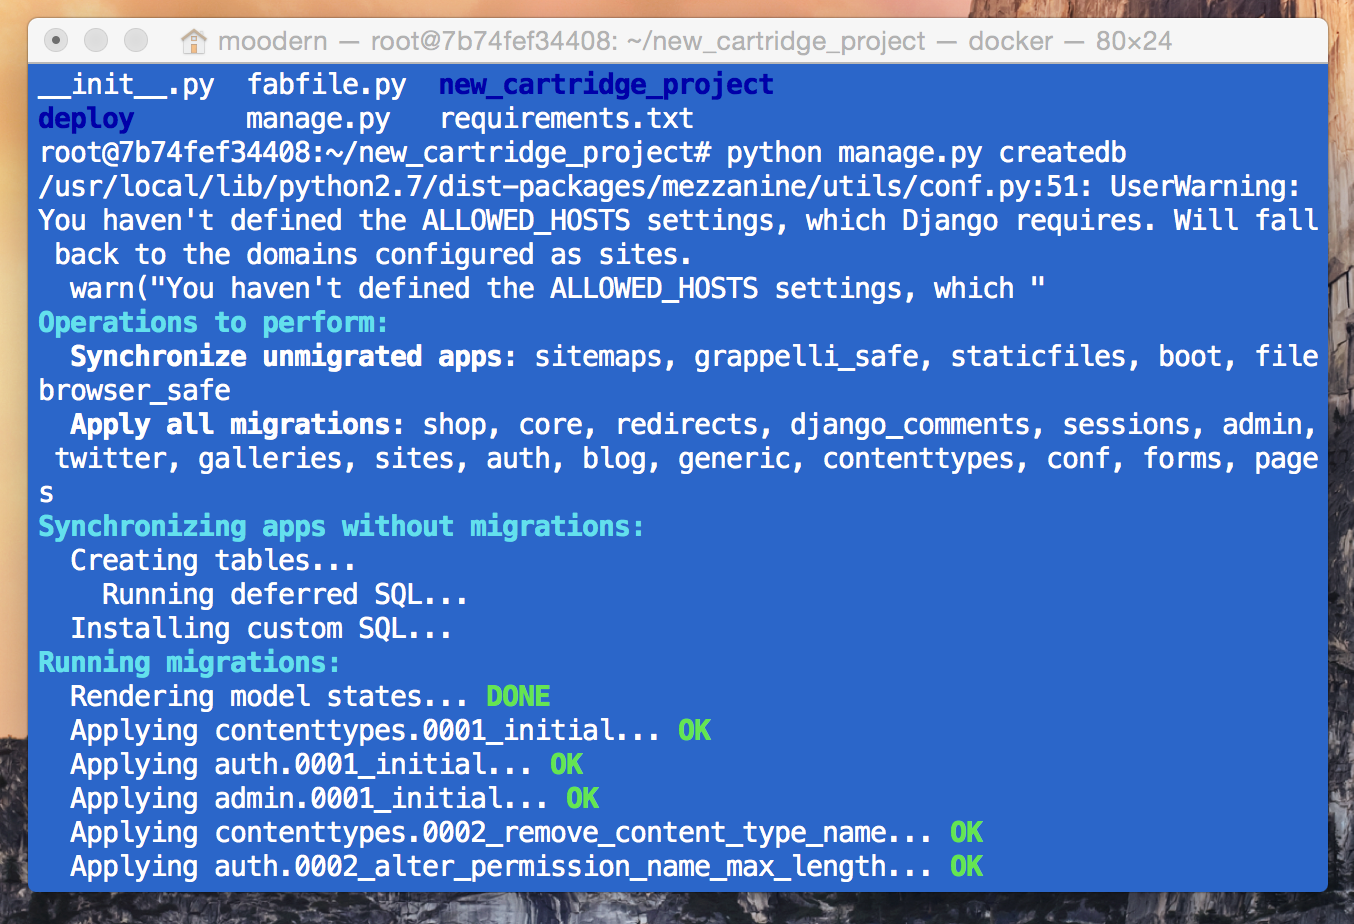 moodern — root@7b74fef34408: ~/new_cartridge_project — docker — 80×24
__init__.py  fabfile.py  new_cartridge_project
deploy       manage.py   requirements.txt
root@7b74fef34408:~/new_cartridge_project# python manage.py createdb
/usr/local/lib/python2.7/dist-packages/mezzanine/utils/conf.py:51: UserWarning:
You haven't defined the ALLOWED_HOSTS settings, which Django requires. Will fall
 back to the domains configured as sites.
  warn("You haven't defined the ALLOWED_HOSTS settings, which "
Operations to perform:
  Synchronize unmigrated apps: sitemaps, grappelli_safe, staticfiles, boot, file
browser_safe
  Apply all migrations: shop, core, redirects, django_comments, sessions, admin,
 twitter, galleries, sites, auth, blog, generic, contenttypes, conf, forms, page
s
Synchronizing apps without migrations:
  Creating tables...
    Running deferred SQL...
  Installing custom SQL...
Running migrations:
  Rendering model states... DONE
  Applying contenttypes.0001_initial... OK
  Applying auth.0001_initial... OK
  Applying admin.0001_initial... OK
  Applying contenttypes.0002_remove_content_type_name... OK
  Applying auth.0002_alter_permission_name_max_length... OK